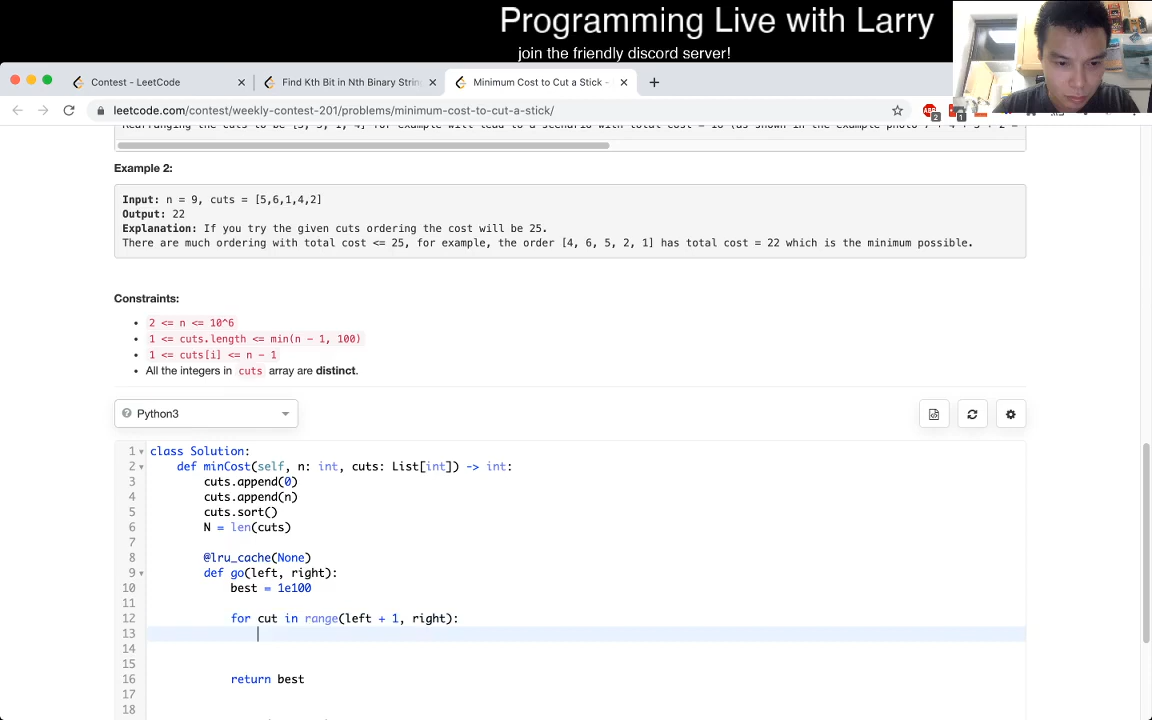 Programming Live with Larry
join the friendly discord server!
Contest - LeetCode
Find Kth Bit in Nth Binary Strin
Minimum Cost to Cut a Stick -
leetcode.com/contest/weekly-contest-201/problems/minimum-cost-to-cut-a-stick/
2
1
Example 2:
Input: n = 9, cuts = [5,6,1,4,2]
Output: 22
Explanation: If you try the given cuts ordering the cost will be 25.
There are much ordering with total cost <= 25, for example, the order [4, 6, 5, 2, 1] has total cost = 22 which is the minimum possible.
Constraints:
2 <= n <= 10^6
1 <= cuts.length <= min(n - 1, 100)
1 <= cuts[i] <= n - 1
All the integers in cuts array are distinct.
Python3
1 class Solution:
2 def minCost(self, n: int, cuts: List[int]) -> int:
3 cuts.append(0)
4 cuts.append(n)
5 cuts.sort()
6 N = len(cuts)
7
8 @lru_cache(None)
9 def go(left, right):
10 best = 1e100
11
12 for cut in range(left + 1, right):
13
14
15
16 return best
17
18